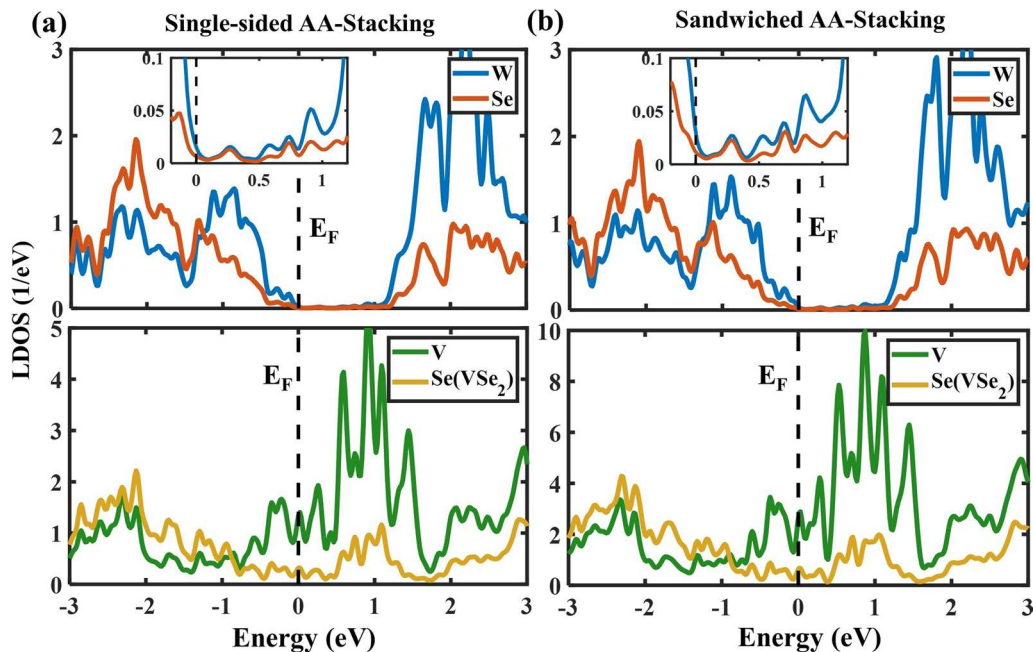 (a) Single-sided AA-Stacking
(b) Sandwiched AA-Stacking
LDOS (1/eV)
3
2
1
0
0.1
0.05
0
0 0.5 1
W
Se
E_F
3
2
1
0
0.1
0.05
0
0 0.5 1
W
Se
E_F
5
4
3
2
1
0
V
Se(VSe₂)
E_F
-3 -2 -1 0 1 2 3
Energy (eV)
10
8
6
4
2
0
V
Se(VSe₂)
E_F
-3 -2 -1 0 1 2 3
Energy (eV)